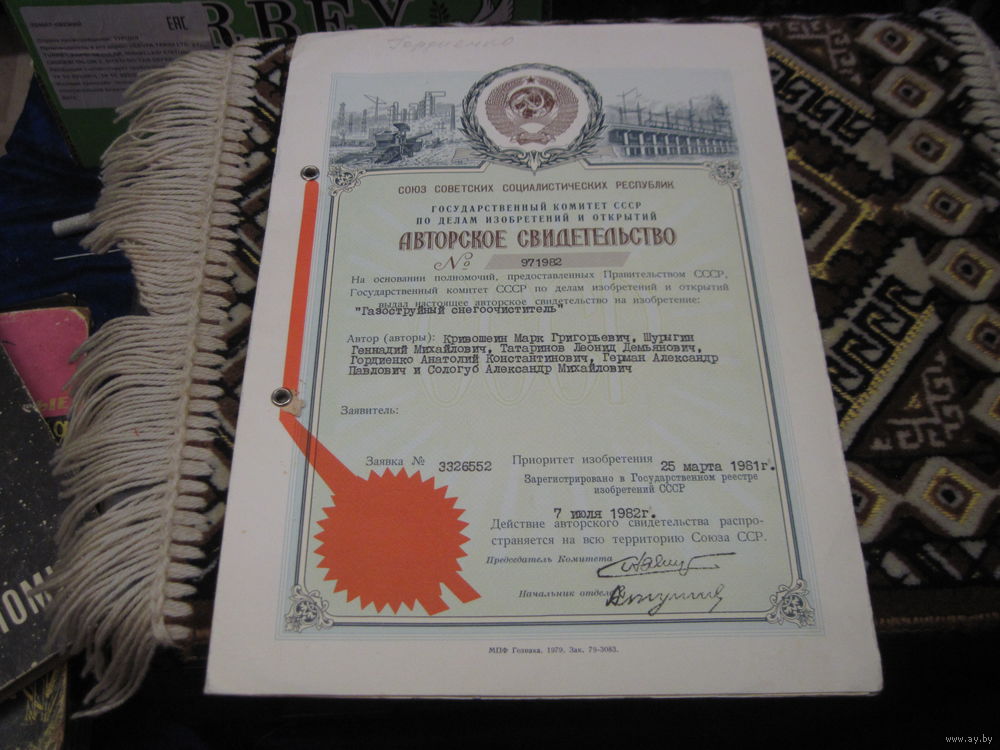 ТОМАТ СВЕЖИЙ
EAC
R.BEY
Гордиенко
СОЮЗ СОВЕТСКИХ СОЦИАЛИСТИЧЕСКИХ РЕСПУБЛИК
ГОСУДАРСТВЕННЫЙ КОМИТЕТ СССР
ПО ДЕЛАМ ИЗОБРЕТЕНИЙ И ОТКРЫТИЙ
АВТОРСКОЕ СВИДЕТЕЛЬСТВО
№ 971982
На основании полномочий, предоставленных Правительством СССР,
Государственный комитет СССР по делам изобретений и открытий
выдал настоящее авторское свидетельство на изобретение:
"Газоструйный снегоочиститель"
Автор (авторы): Кривошеин Марк Григорьевич, Шурыгин
Геннадий Михайлович, Татаринов Леонид Демьянович,
Гордиенко Анатолий Константинович, Герман Александр
Павлович и Сологуб Александр Михайлович
Заявитель:
Заявка № 3326552 Приоритет изобретения 25 марта 1981г.
Зарегистрировано в Государственном реестре
изобретений СССР
7 июля 1982г.
Действие авторского свидетельства распро-
страняется на всю территорию Союза ССР.
Председатель Комитета
Начальник отдела
МПФ Гознака. 1979. Зак. 79-3083.
www.ay.by